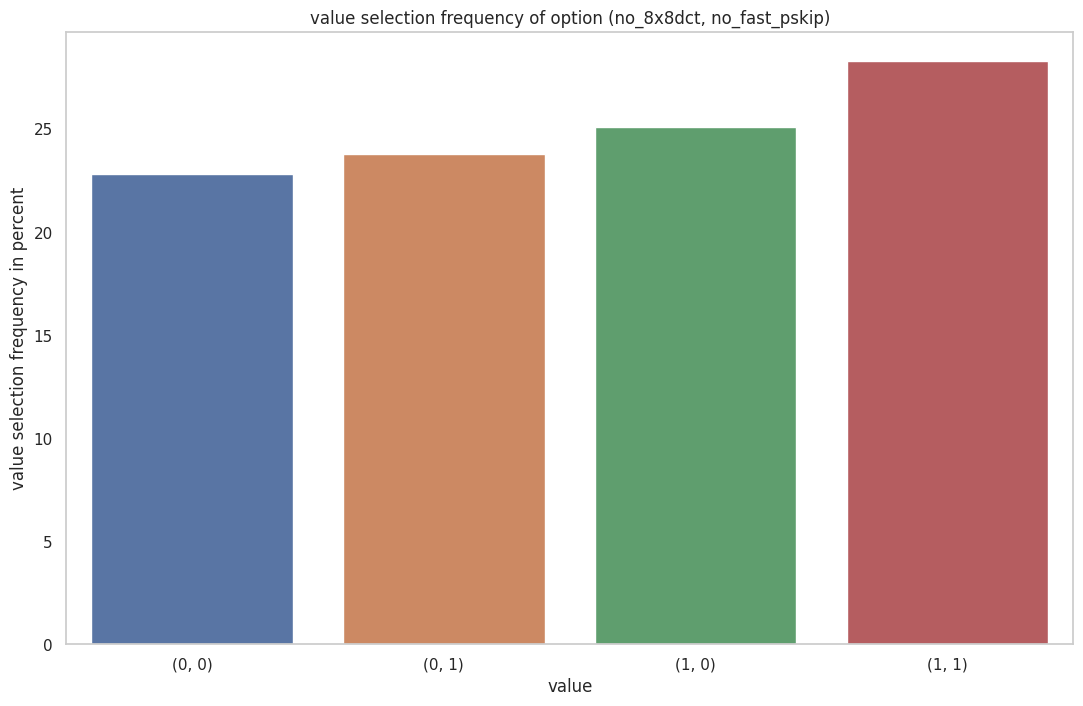 value selection frequency of option (no_8x8dct, no_fast_pskip)
value selection frequency in percent
25
20
15
10
5
0
(0, 0) (0, 1) (1, 0) (1, 1)
value